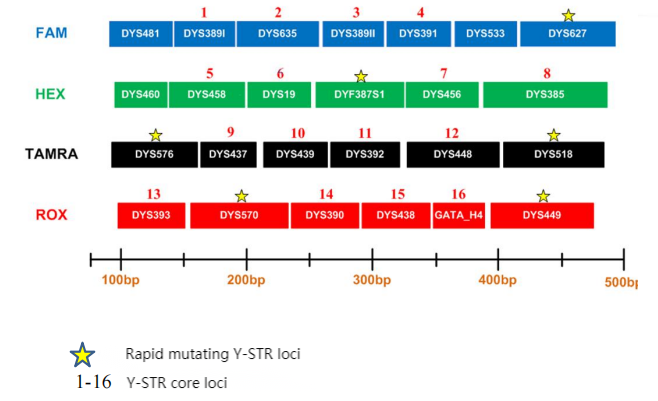 1 2 3 4
FAM DYS481 DYS389I DYS635 DYS389II DYS391 DYS533 DYS627
5 6 7 8
HEX DYS460 DYS458 DYS19 DYF387S1 DYS456 DYS385
9 10 11 12
TAMRA DYS576 DYS437 DYS439 DYS392 DYS448 DYS518
13 14 15 16
ROX DYS393 DYS570 DYS390 DYS438 GATA_H4 DYS449
100bp 200bp 300bp 400bp 500bp
Rapid mutating Y-STR loci
1-16 Y-STR core loci